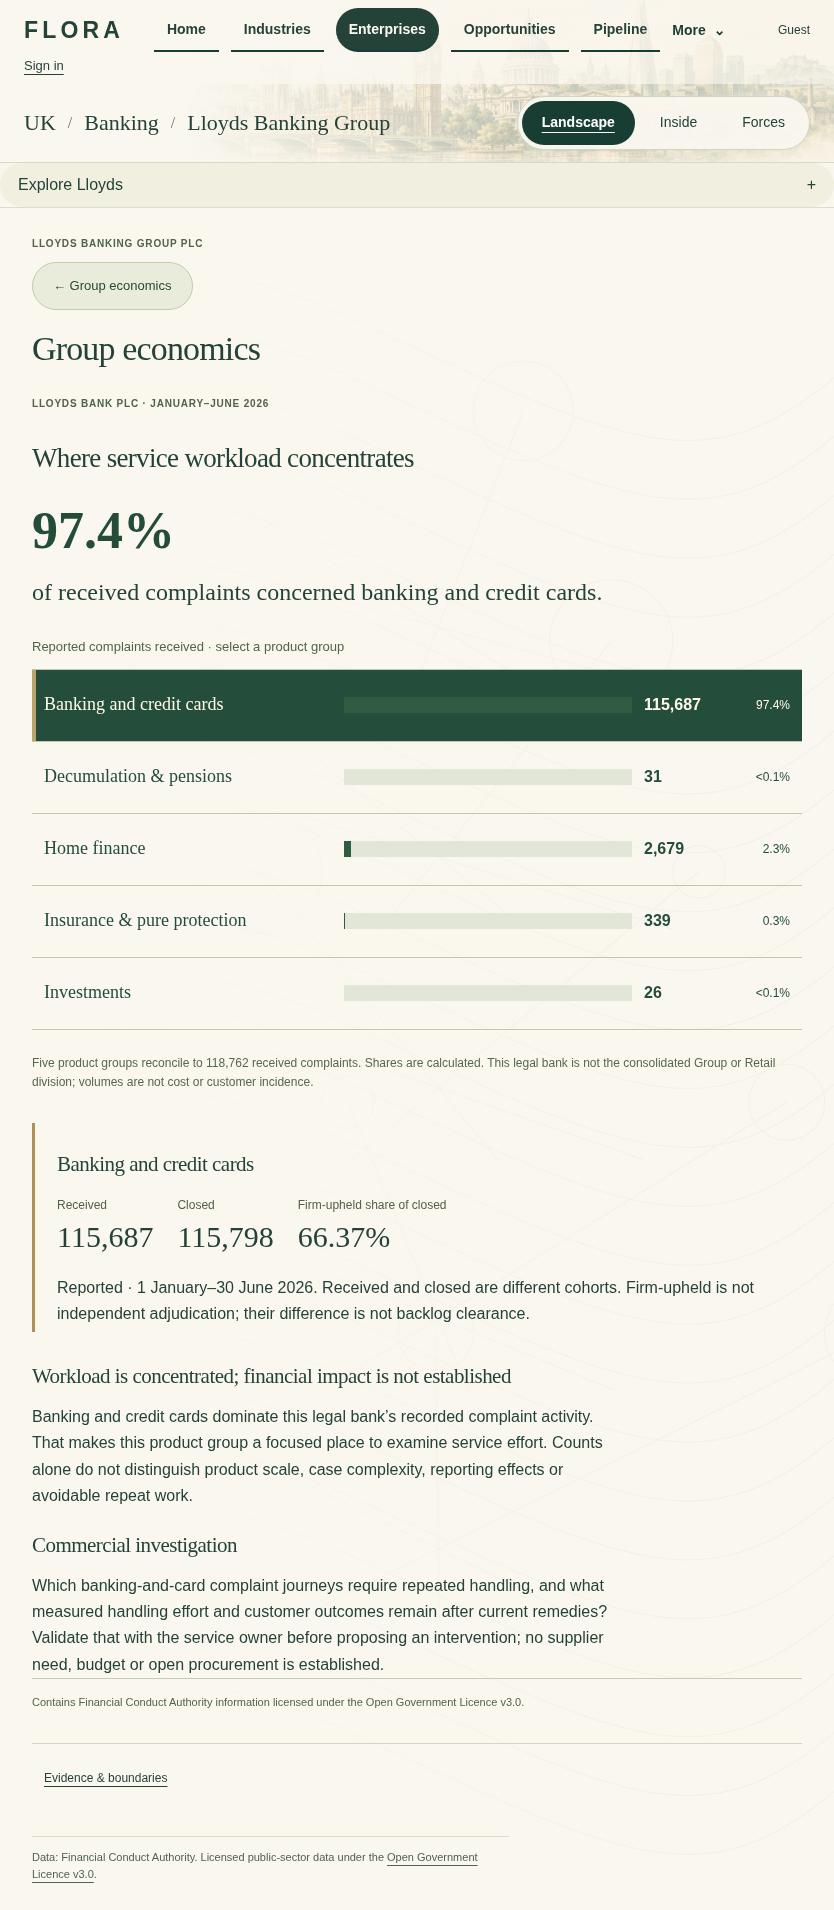 FLORA
Home
Industries
Enterprises
Opportunities
Pipeline
More
Guest
Sign in
UK / Banking / Lloyds Banking Group
Landscape
Inside
Forces
Explore Lloyds
+
LLOYDS BANKING GROUP PLC
← Group economics
Group economics
LLOYDS BANK PLC · JANUARY–JUNE 2026
Where service workload concentrates
97.4%
of received complaints concerned banking and credit cards.
Reported complaints received · select a product group
Banking and credit cards 115,687 97.4%
Decumulation & pensions 31 <0.1%
Home finance 2,679 2.3%
Insurance & pure protection 339 0.3%
Investments 26 <0.1%
Five product groups reconcile to 118,762 received complaints. Shares are calculated. This legal bank is not the consolidated Group or Retail
division; volumes are not cost or customer incidence.
Banking and credit cards
Received Closed Firm-upheld share of closed
115,687 115,798 66.37%
Reported · 1 January–30 June 2026. Received and closed are different cohorts. Firm-upheld is not
independent adjudication; their difference is not backlog clearance.
Workload is concentrated; financial impact is not established
Banking and credit cards dominate this legal bank’s recorded complaint activity.
That makes this product group a focused place to examine service effort. Counts
alone do not distinguish product scale, case complexity, reporting effects or
avoidable repeat work.
Commercial investigation
Which banking-and-card complaint journeys require repeated handling, and what
measured handling effort and customer outcomes remain after current remedies?
Validate that with the service owner before proposing an intervention; no supplier
need, budget or open procurement is established.
Contains Financial Conduct Authority information licensed under the Open Government Licence v3.0.
Evidence & boundaries
Data: Financial Conduct Authority. Licensed public-sector data under the Open Government
Licence v3.0.